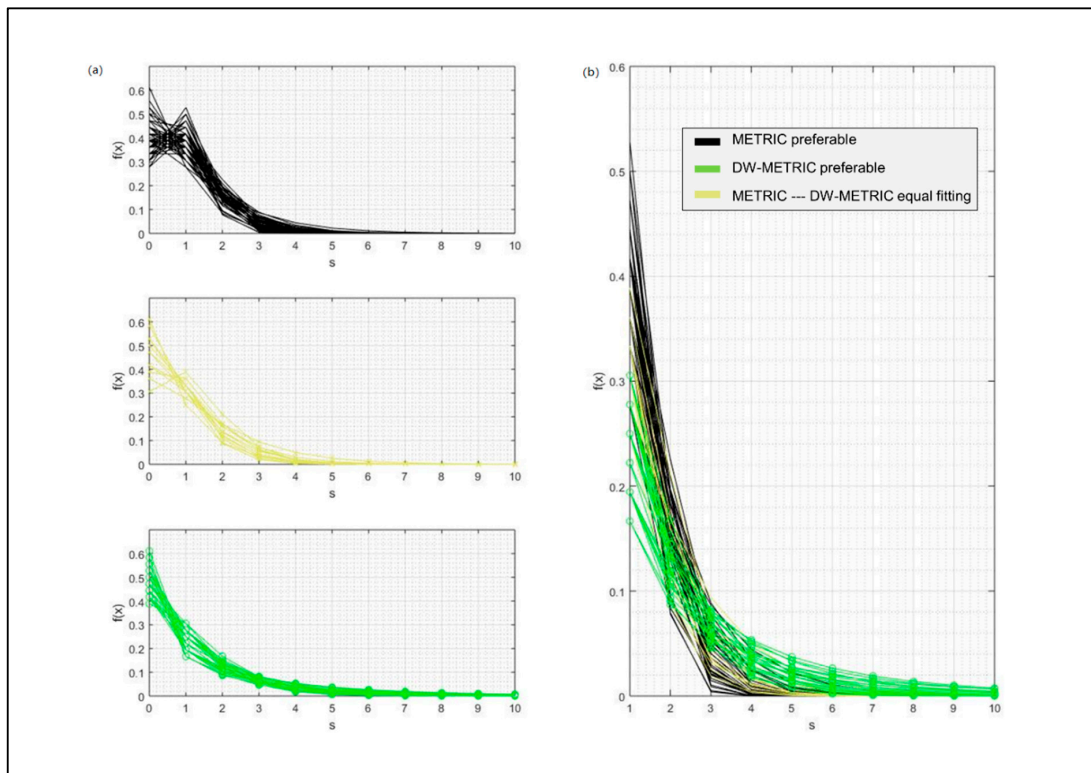 (a)
0.6
0.5
0.4
0.3
0.2
0.1
0
f(x)
0 1 2 3 4 5 6 7 8 9 10
s
0.6
0.5
0.4
0.3
0.2
0.1
0
f(x)
0 1 2 3 4 5 6 7 8 9 10
s
0.6
0.5
0.4
0.3
0.2
0.1
0
f(x)
0 1 2 3 4 5 6 7 8 9 10
s
(b)
0.6
0.5
0.4
0.3
0.2
0.1
0
f(x)
METRIC preferable
DW-METRIC preferable
METRIC --- DW-METRIC equal fitting
1 2 3 4 5 6 7 8 9 10
s